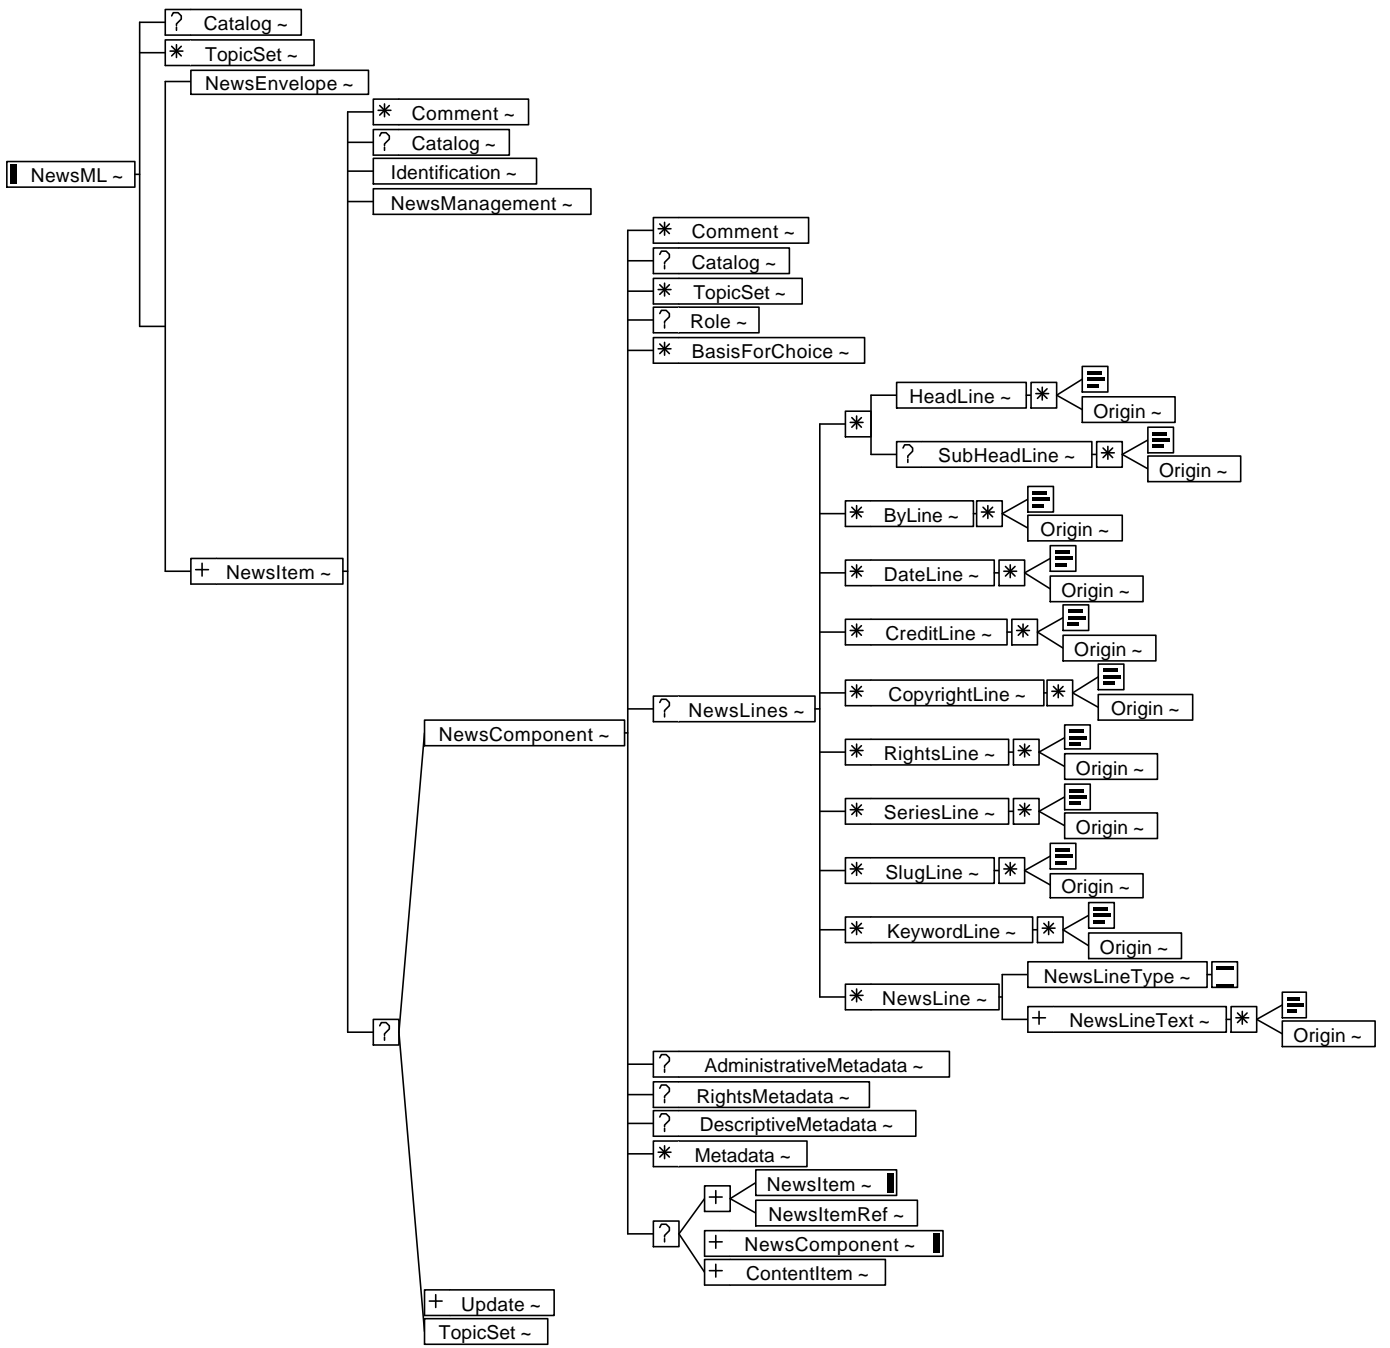 ? Catalog ~
* TopicSet ~
NewsEnvelope ~
* Comment ~
? Catalog ~
Identification ~
NewsML ~
NewsManagement ~
* Comment ~
? Catalog ~
* TopicSet ~
? Role ~
* BasisForChoice ~
HeadLine ~ *
Origin ~
*
? SubHeadLine ~ *
Origin ~
* ByLine ~ *
Origin ~
+ NewsItem ~
* DateLine ~ *
Origin ~
* CreditLine ~ *
Origin ~
* CopyrightLine ~ *
Origin ~
? NewsLines ~
NewsComponent ~
* RightsLine ~ *
Origin ~
* SeriesLine ~ *
Origin ~
* SlugLine ~ *
Origin ~
* KeywordLine ~ *
Origin ~
NewsLineType ~
* NewsLine ~
+ NewsLineText ~ *
Origin ~
?
? AdministrativeMetadata ~
? RightsMetadata ~
? DescriptiveMetadata ~
* Metadata ~
NewsItem ~
+
NewsItemRef ~
?
+ NewsComponent ~
+ ContentItem ~
+ Update ~
TopicSet ~